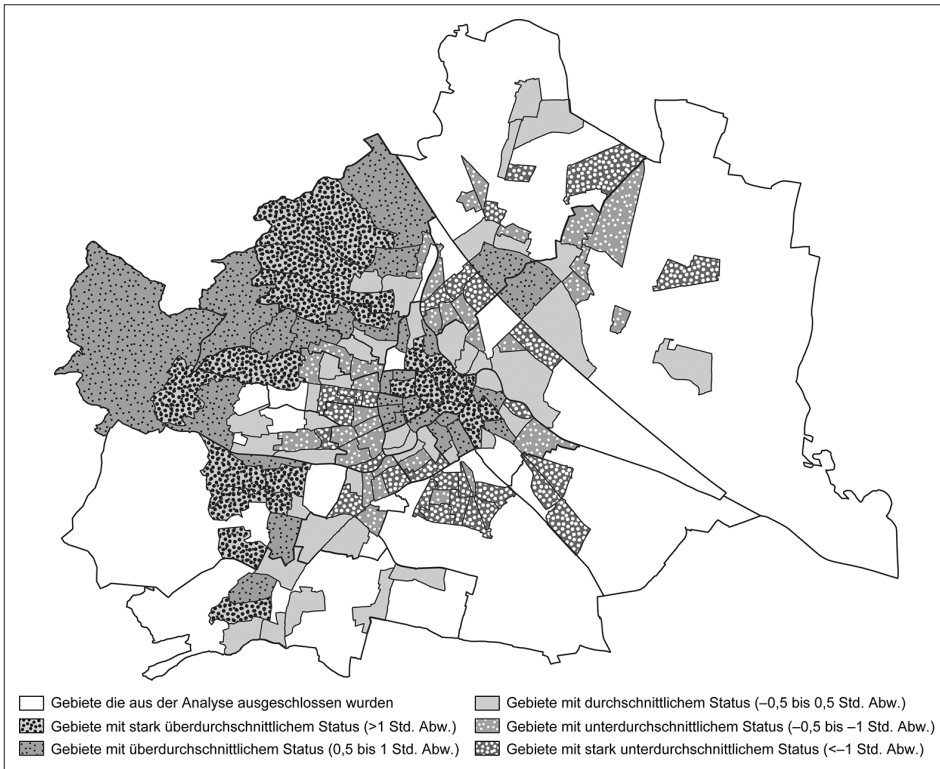 Gebiete die aus der Analyse ausgeschlossen wurden
Gebiete mit stark überdurchschnittlichem Status (>1 Std. Abw.)
Gebiete mit überdurchschnittlichem Status (0,5 bis 1 Std. Abw.)
Gebiete mit durchschnittlichem Status (–0,5 bis 0,5 Std. Abw.)
Gebiete mit unterdurchschnittlichem Status (–0,5 bis –1 Std. Abw.)
Gebiete mit stark unterdurchschnittlichem Status (<–1 Std. Abw.)